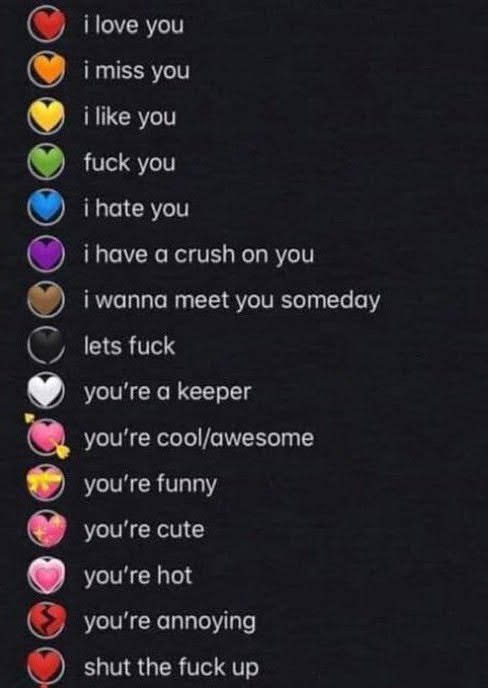 i love you
i miss you
i like you
fuck you
i hate you
i have a crush on you
i wanna meet you someday
lets fuck
you're a keeper
you're cool/awesome
you're funny
you're cute
you're hot
you're annoying
shut the fuck up